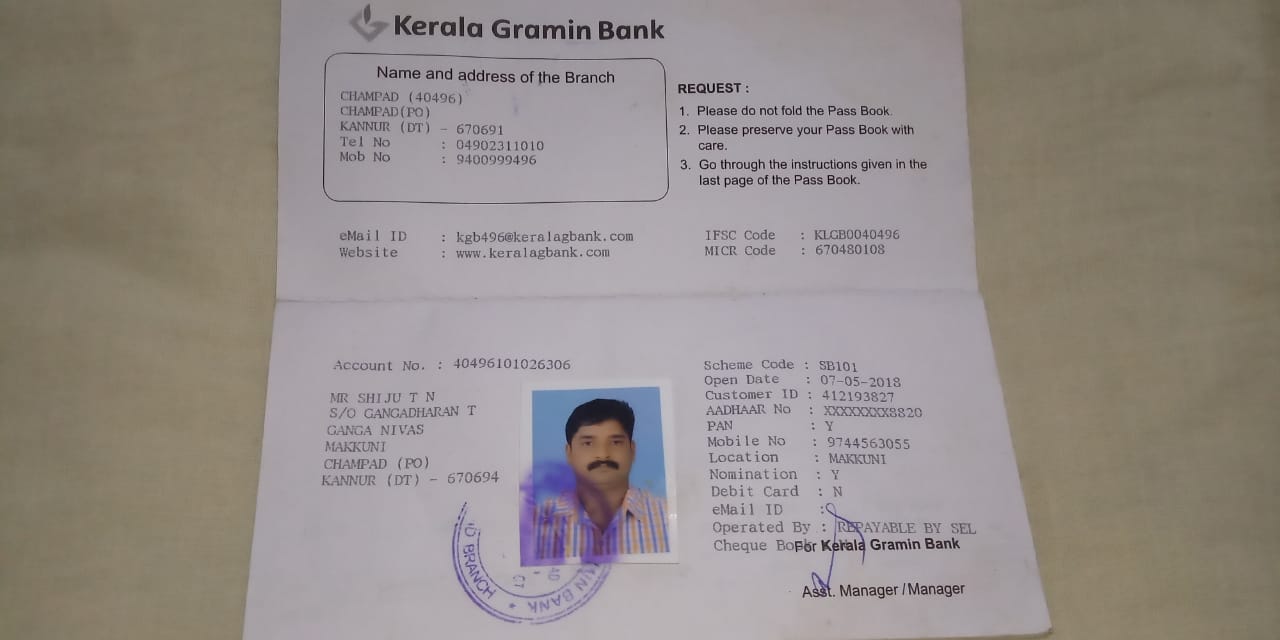 Kerala Gramin Bank
Name and address of the Branch
CHAMPAD (40496)
CHAMPAD(PO)
KANNUR (DT) - 670691
Tel No : 04902311010
Mob No : 9400999496
REQUEST :
1. Please do not fold the Pass Book.
2. Please preserve your Pass Book with
care.
3. Go through the instructions given in the
last page of the Pass Book.
eMail ID : kgb496@keralagbank.com
Website : www.keralagbank.com
IFSC Code : KLGB0040496
MICR Code : 670480108
Account No. : 40496101026306
MR SHIJU T N
S/O GANGADHARAN T
GANGA NIVAS
MAKKUNI
CHAMPAD (PO)
KANNUR (DT) - 670694
Scheme Code : SB101
Open Date : 07-05-2018
Customer ID : 412193827
AADHAAR No : XXXXXXXX8820
PAN : Y
Mobile No : 9744563055
Location : MAKKUNI
Nomination : Y
Debit Card : N
eMail ID :
Operated By : REPAYABLE BY SEL
Cheque Book
For Kerala Gramin Bank
Asst. Manager / Manager
BRANCH
MIN BANK